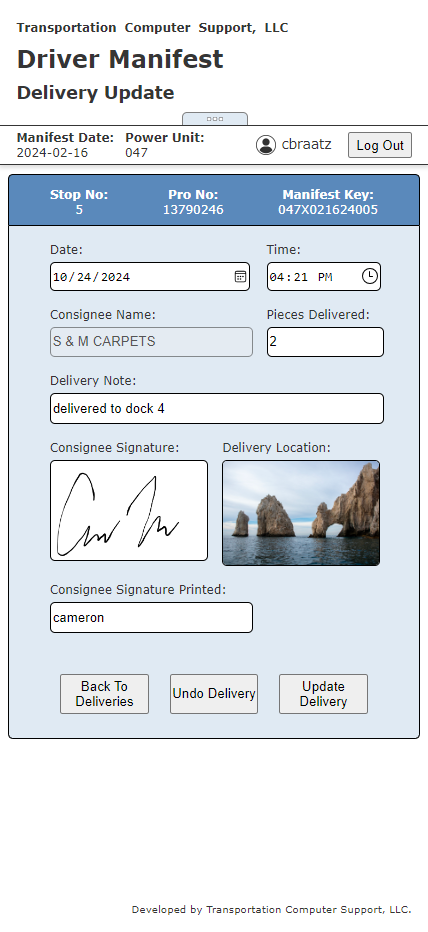 Transportation Computer Support, LLC
Driver Manifest
Delivery Update
Manifest Date: Power Unit:
2024-02-16 047
cbraatz
Log Out
Stop No: Pro No: Manifest Key:
5 13790246 047X021624005
Date: Time:
10/24/2024 04:21 PM
Consignee Name: Pieces Delivered:
S & M CARPETS 2
Delivery Note:
delivered to dock 4
Consignee Signature: Delivery Location:
Consignee Signature Printed:
cameron
Back To Deliveries
Undo Delivery
Update Delivery
Developed by Transportation Computer Support, LLC.